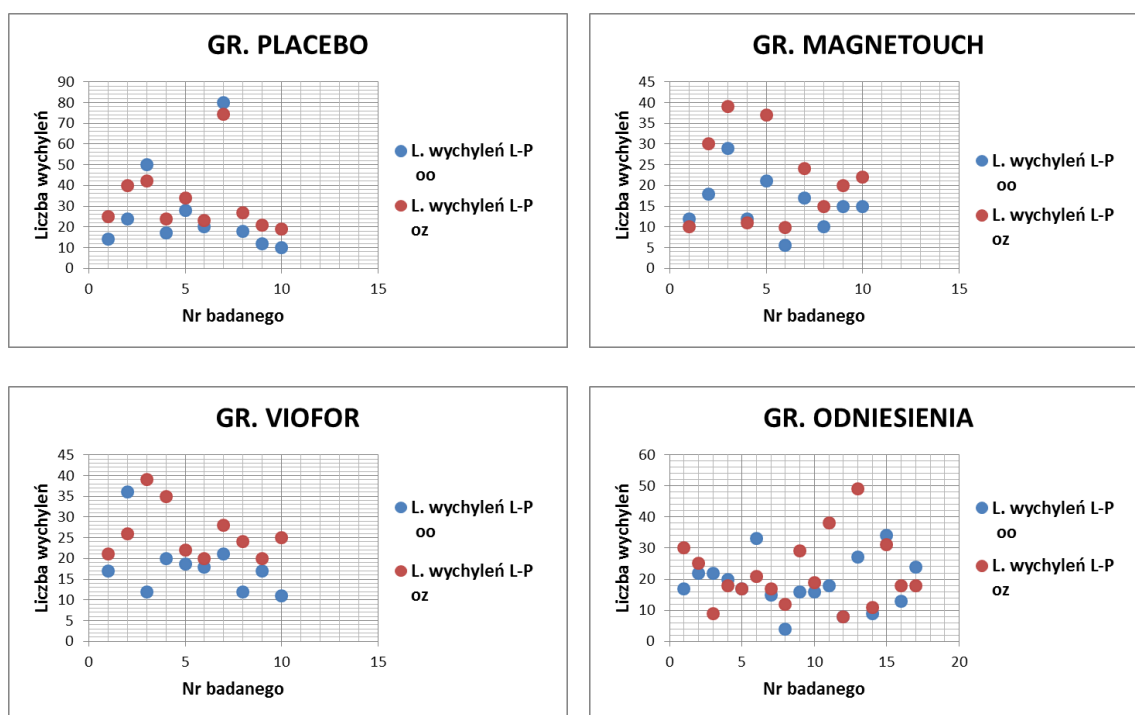 GR. PLACEBO
Liczba wychyleń
90
80
70
60
50
40
30
20
10
0
0 5 10 15
Nr badanego
L. wychyleń L-P
oo
L. wychyleń L-P
oz
GR. MAGNETOUCH
Liczba wychyleń
45
40
35
30
25
20
15
10
5
0
0 5 10 15
Nr badanego
L. wychyleń L-P
oo
L. wychyleń L-P
oz
GR. VIOFOR
Liczba wychyleń
45
40
35
30
25
20
15
10
5
0
0 5 10 15
Nr badanego
L. wychyleń L-P
oo
L. wychyleń L-P
oz
GR. ODNIESIENIA
Liczba wychyleń
60
50
40
30
20
10
0
0 5 10 15 20
Nr badanego
L. wychyleń L-P
oo
L. wychyleń L-P
oz